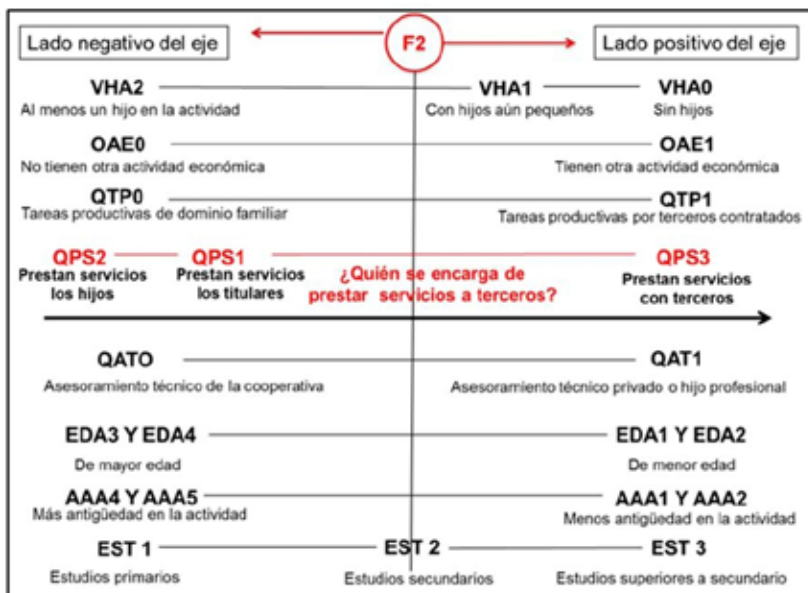 Lado negativo del eje F2 Lado positivo del eje
VHA2 VHA1 VHA0
Al menos un hijo en la actividad Con hijos aún pequeños Sin hijos
OAE0 OAE1
No tienen otra actividad económica Tienen otra actividad económica
QTP0 QTP1
Tareas productivas de dominio familiar Tareas productivas por terceros contratados
QPS2 QPS1 QPS3
Prestan servicios los hijos
Prestan servicios los titulares
¿Quién se encarga de prestar servicios a terceros?
Prestan servicios con terceros
QATO QAT1
Asesoramiento técnico de la cooperativa Asesoramiento técnico privado o hijo profesional
EDA3 Y EDA4 EDA1 Y EDA2
De mayor edad De menor edad
AAA4 Y AAA5 AAA1 Y AAA2
Más antigüedad en la actividad Menos antigüedad en la actividad
EST 1 EST 2 EST 3
Estudios primarios Estudios secundarios Estudios superiores a secundario